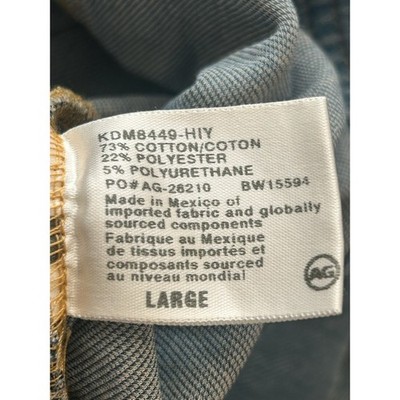 KDM8449-HIY
73% COTTON/COTON
22% POLYESTER
5% POLYURETHANE
PO# AG-28210 BW15594
Made in Mexico of
imported fabric and globally
sourced components
Fabrique au Mexique
de tissus importés et
composants sourced
au niveau mondial
AG
LARGE